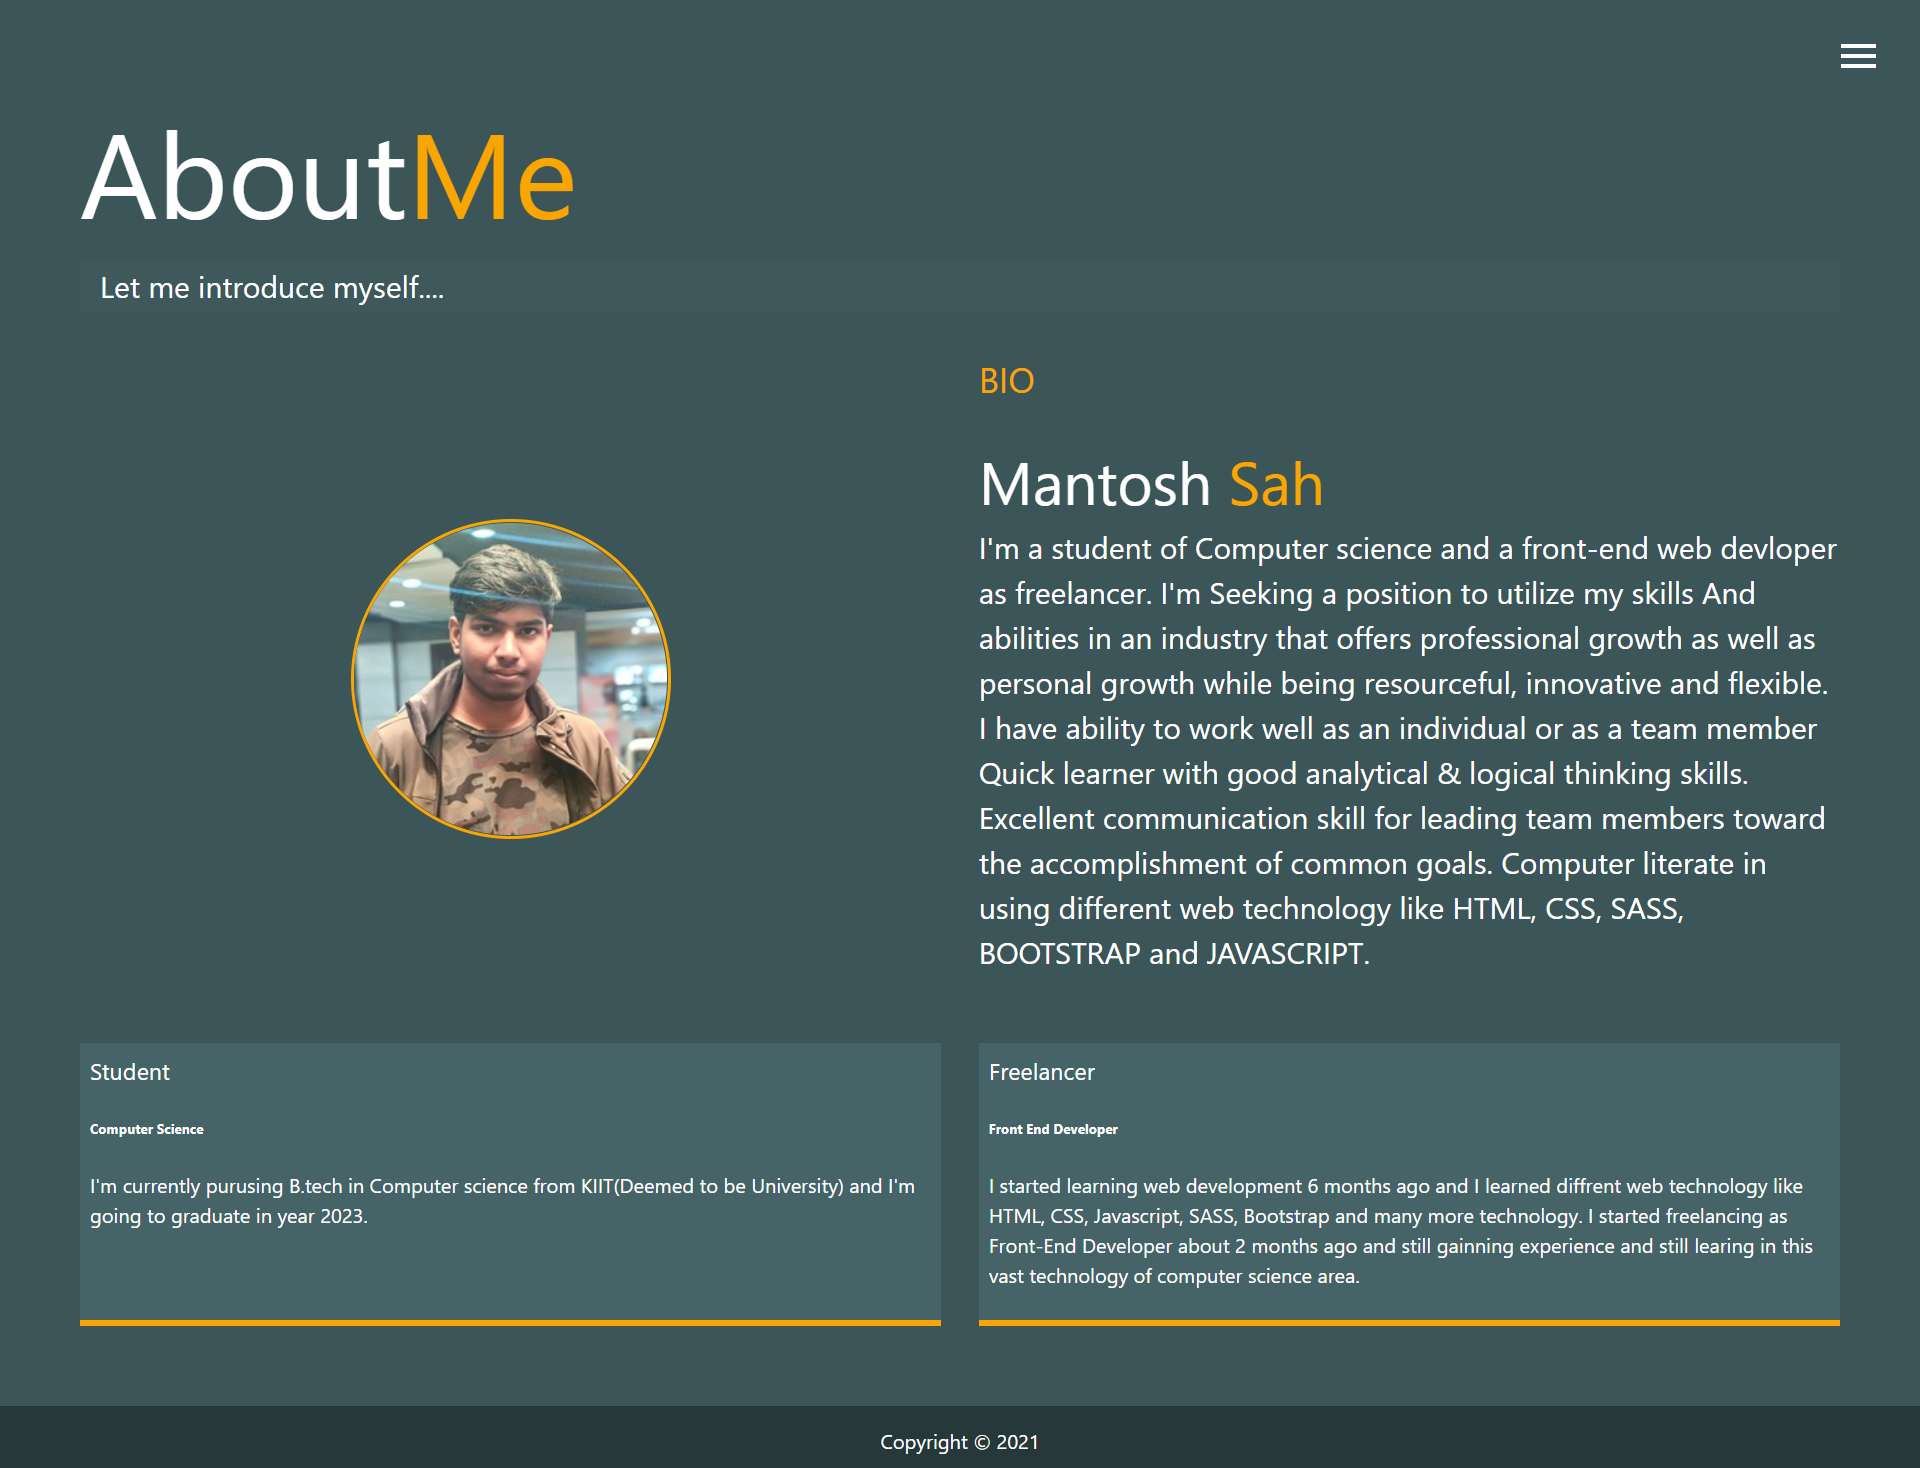 AboutMe
Let me introduce myself....
BIO
Mantosh Sah
I'm a student of Computer science and a front-end web devloper
as freelancer. I'm Seeking a position to utilize my skills And
abilities in an industry that offers professional growth as well as
personal growth while being resourceful, innovative and flexible.
I have ability to work well as an individual or as a team member
Quick learner with good analytical & logical thinking skills.
Excellent communication skill for leading team members toward
the accomplishment of common goals. Computer literate in
using different web technology like HTML, CSS, SASS,
BOOTSTRAP and JAVASCRIPT.
Student
Computer Science
I'm currently purusing B.tech in Computer science from KIIT(Deemed to be University) and I'm
going to graduate in year 2023.
Freelancer
Front End Developer
I started learning web development 6 months ago and I learned diffrent web technology like
HTML, CSS, Javascript, SASS, Bootstrap and many more technology. I started freelancing as
Front-End Developer about 2 months ago and still gainning experience and still learing in this
vast technology of computer science area.
Copyright © 2021